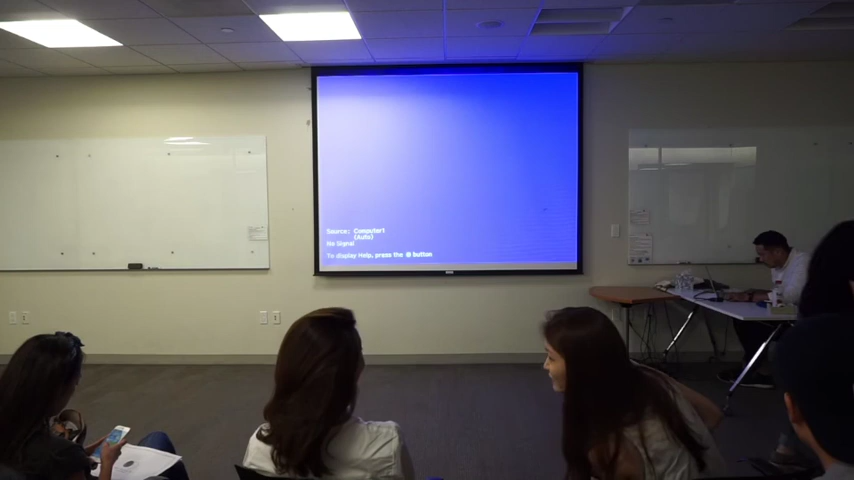 Source: Computer1
(Auto)
No Signal
To display Help, press the button